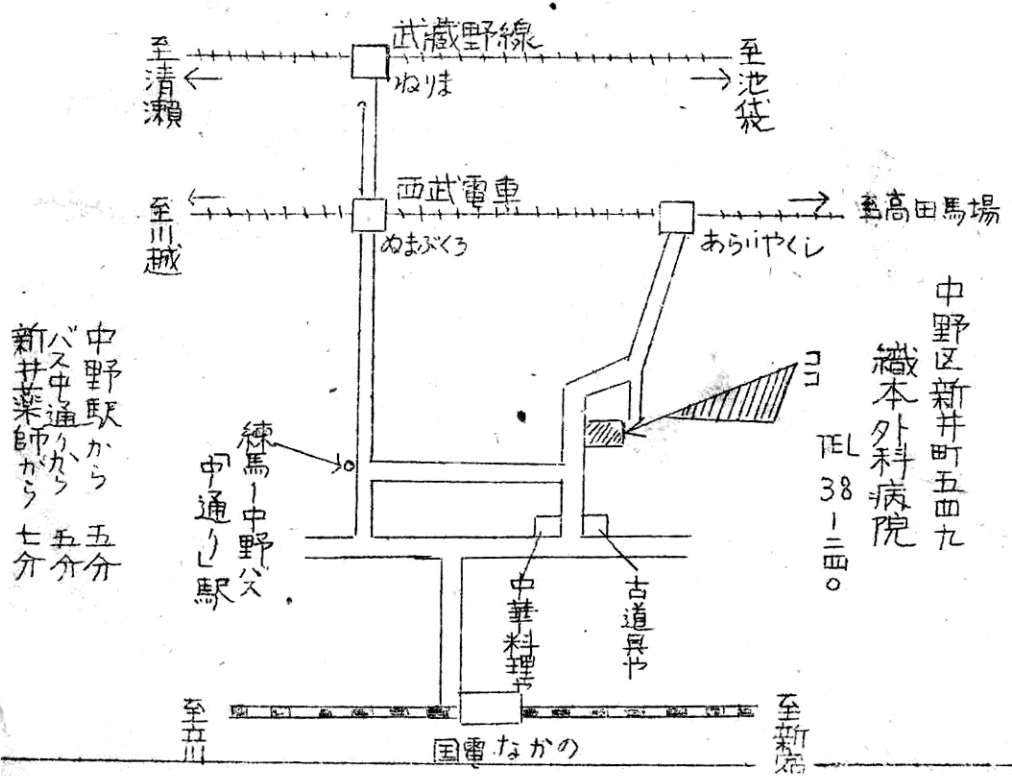 武蔵野線
至清瀬
ねりま
至池袋
西武電車
至川越
ぬまぶくろ
あらいやくし
至高田馬場
中野区新井町五四九
織本外科病院
TEL 38-二四〇
ココ
中野駅から 五分
バス中通りから 五分
新井薬師から 七分
練馬-中野バス
「中通り」駅
中華料理や
古道具や
至立川
国電なかの
至新宿